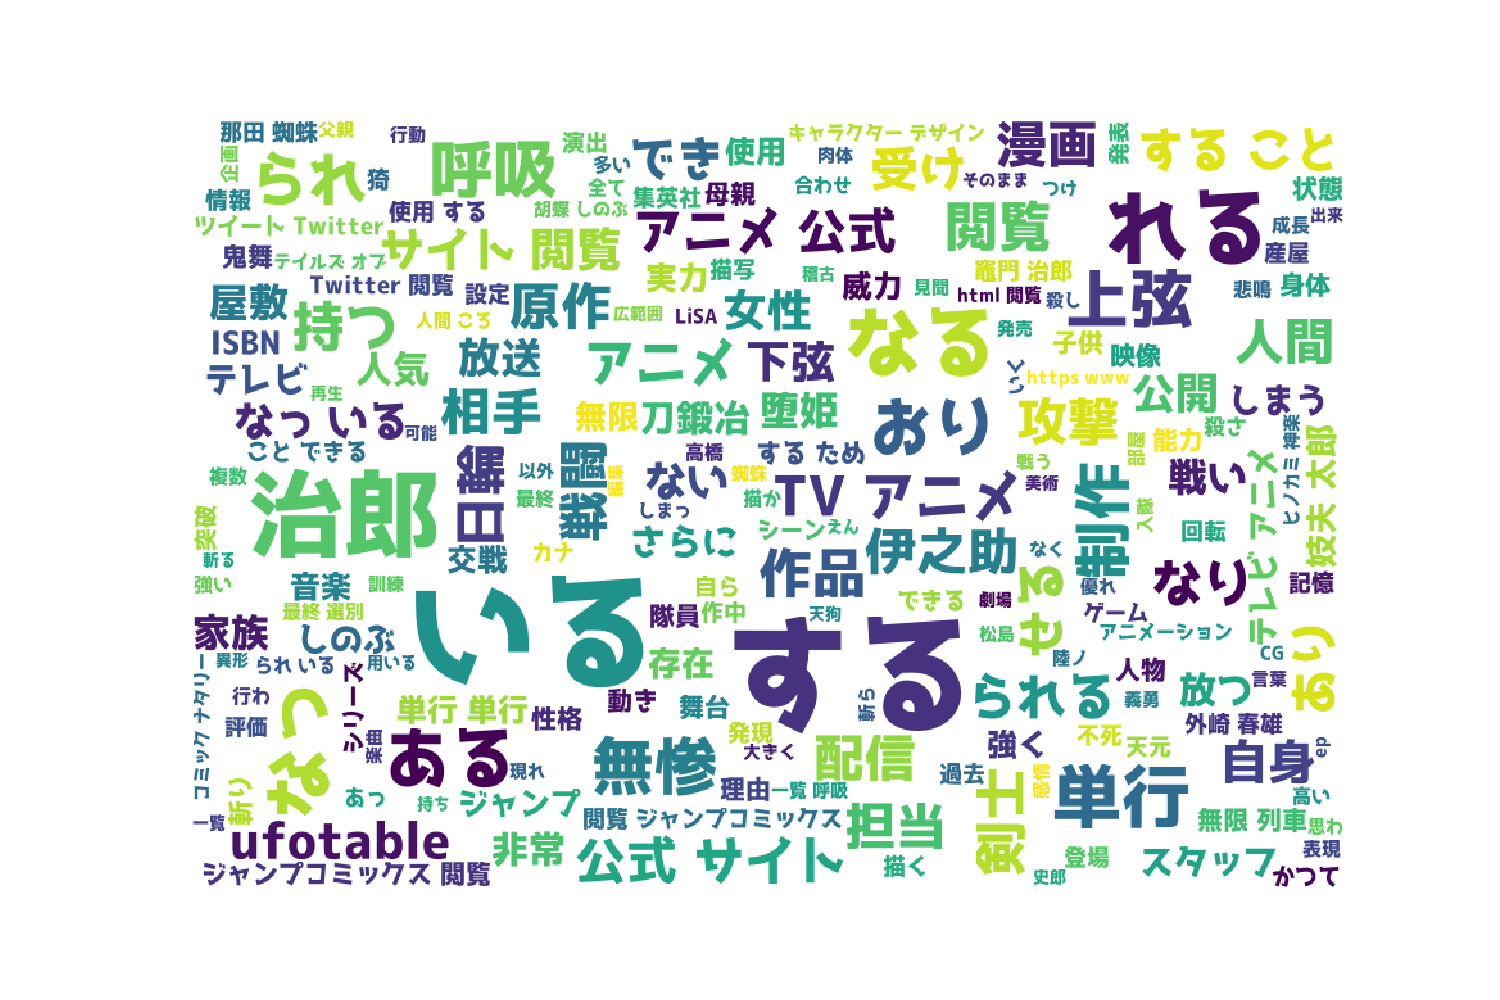 那田 蜘蛛
父親
行動
演出
キャラクター デザイン
漫画
発表
する こと
企画
られ
猗
呼吸
多い
でき
使用
肉体
受け
そのまま
つけ
状態
情報
使用 する
全て
集英社
母親
合わせ
胡蝶 しのぶ
ツイート Twitter
サイト 閲覧
アニメ 公式
閲覧
れる
成長
出来
産屋
鬼舞
テイルズ オブ
実力
描写
稽古
威力
見聞
竈門 治郎
上弦
悲鳴
身体
Twitter 閲覧
設定
html 閲覧
殺し
屋敷
持つ
人間 ころ
原作
広範囲
LiSA
女性
なる
発売
人間
ISBN
放送
アニメ
下弦
子供
映像
テレビ
人気
再生
とり
https www
公開
しまう
なっ いる
可能
相手
無限
刀鍛冶
堕姫
おり
攻撃
殺さ
能力
部屋
ヒノカミ 神楽
妓夫 太郎
こと できる
高橋
する ため
戦う
複数
日輪
以外
戦闘
編集
ない
蜘蛛
美術
制作
戦い
テレビ アニメ
治郎
最終
しまっ
描か
TV アニメ
入隊
突破
シーン
えん
さらに
回転
斬る
交戦
カナ
作品
伊之助
なく
強い
音楽
訓練
いる
自ら
せる
優れ
なり
記憶
最終 選別
隊員
作中
天狗
できる
劇場
ゲーム
家族
しのぶ
する
松島
アニメーション
あり
異形
られ いる
用いる
存在
陸ノ
人物
CG
言葉
コミック ナタリー
行わ
シリーズ
なっ
単行 単行
性格
動き
舞台
斬ら
られる
義勇
放つ
評価
楽曲
ある
発現
外崎 春雄
無惨
大きく
配信
強く
不死
天元
自身
ep
現れ
過去
感情
斬り
あっ
持ち
ジャンプ
理由
一覧 呼吸
剣士
単行
高い
一覧
ufotable
閲覧 ジャンプコミックス
担当
無限 列車
思わ
非常
公式 サイト
描く
登場
スタッフ
表現
ジャンプコミックス 閲覧
史郎
かつて